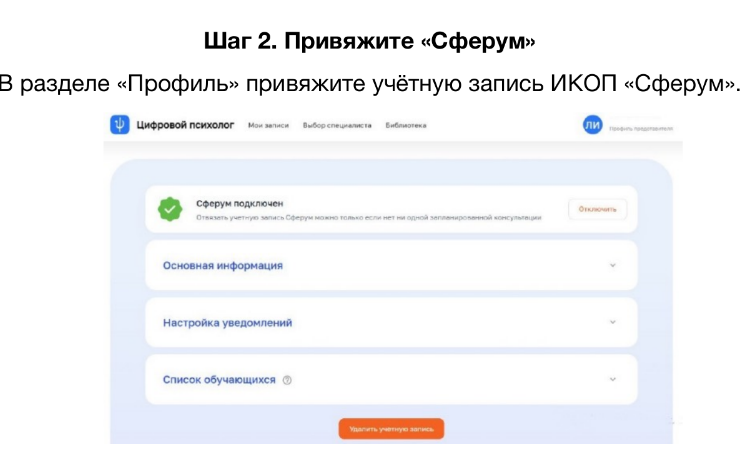 Шаг 2. Привяжите «Сферум»
В разделе «Профиль» привяжите учётную запись ИКОП «Сферум».
Цифровой психолог Мои записи Выбор специалиста Библиотека ЛИ Профиль представителя
Сферум подключен
Отвязать учетную запись Сферум можно только если нет ни одной запланированной консультации
Отключить
Основная информация
Настройка уведомлений
Список обучающихся
Удалить учетную запись